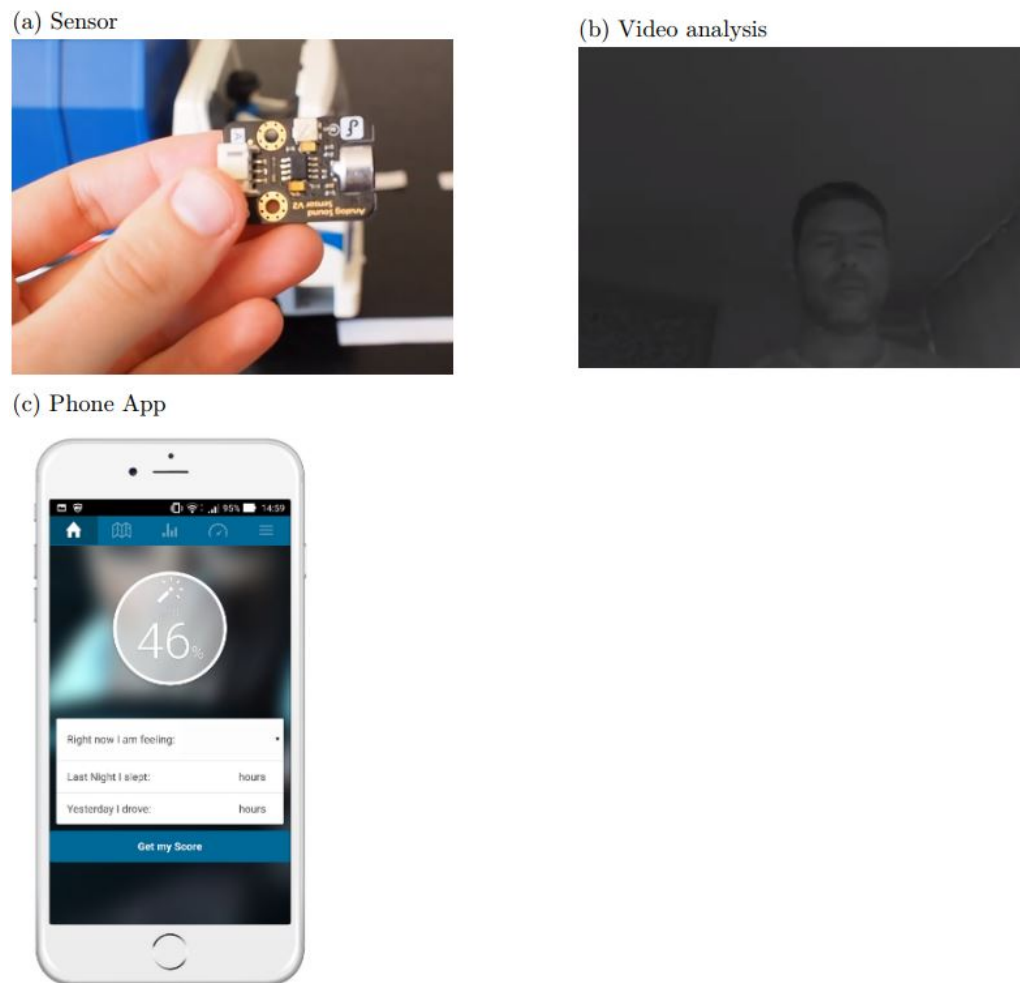 (a) Sensor
(b) Video analysis
A
Analog Sound
Sensor V2
(c) Phone App
95% 14:59
46%
Right now I am feeling:
Last Night I slept: hours
Yesterday I drove: hours
Get my Score